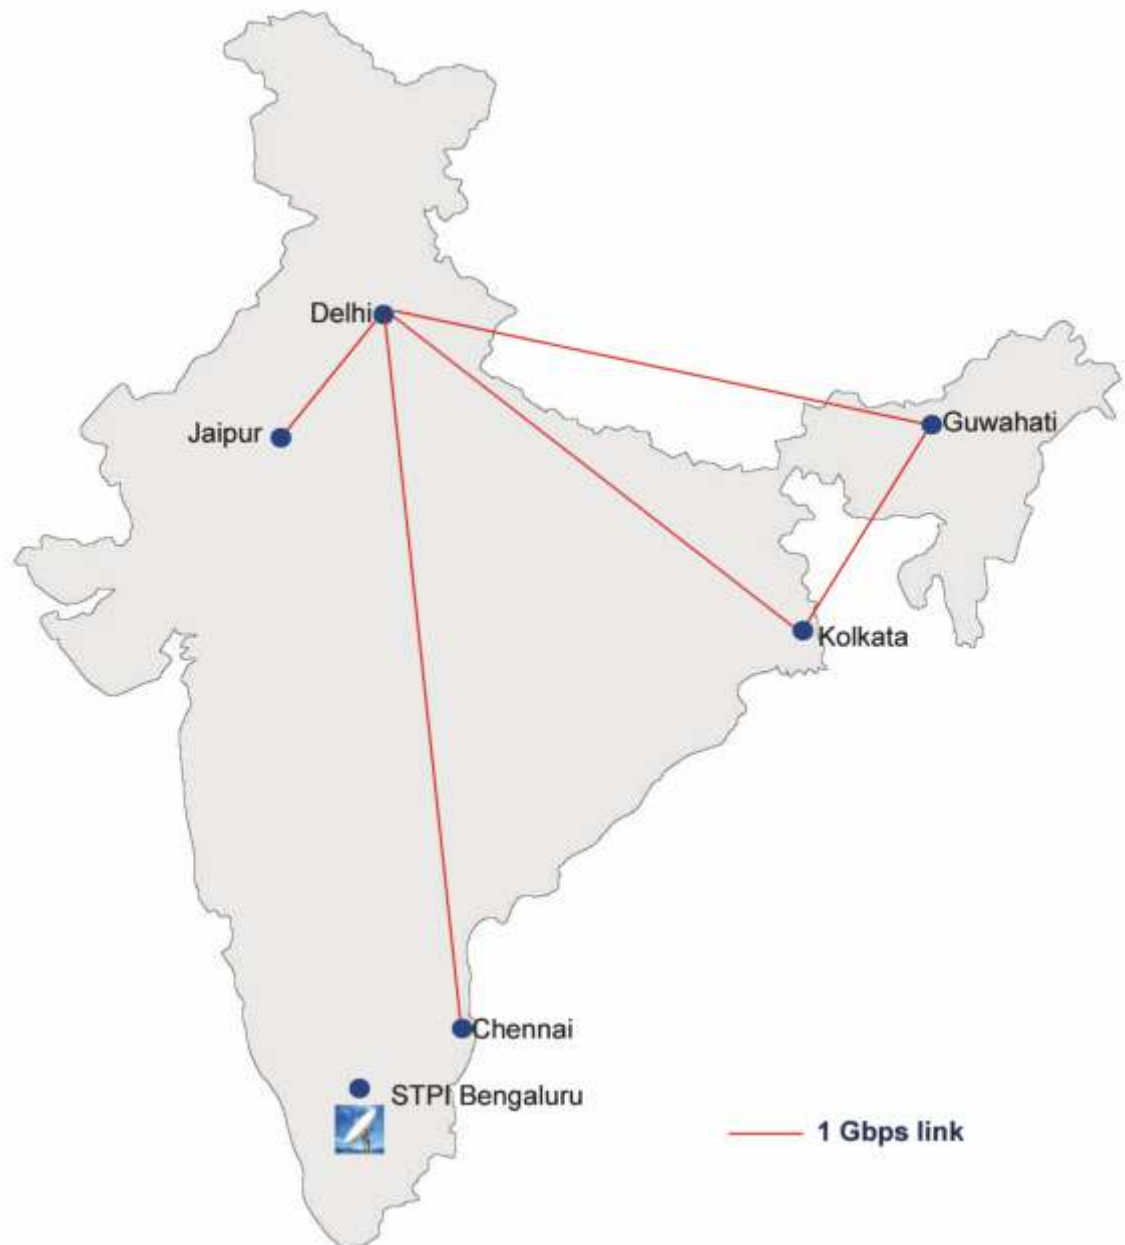 Delhi
Jaipur
Guwahati
Kolkata
Chennai
STPI Bengaluru
1 Gbps link